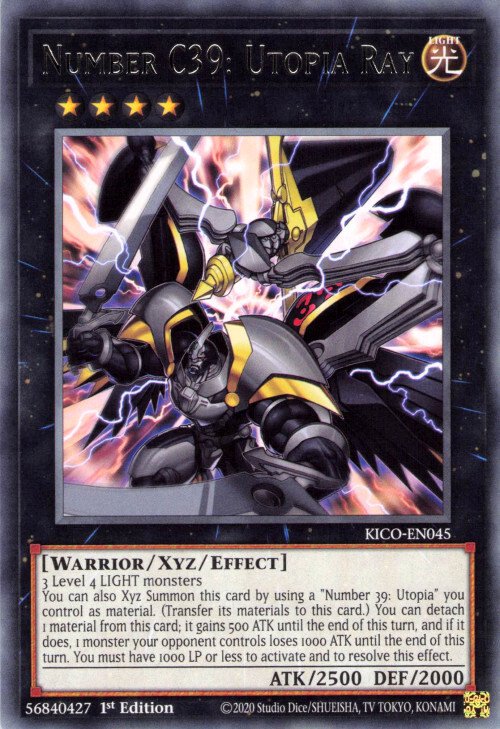 Number C39: Utopia Ray
LIGHT
光
KICO-EN045
[Warrior/Xyz/Effect]
3 Level 4 LIGHT monsters
You can also Xyz Summon this card by using a "Number 39: Utopia" you
control as material. (Transfer its materials to this card.) You can detach
1 material from this card; it gains 500 ATK until the end of this turn, and if it
does, 1 monster your opponent controls loses 1000 ATK until the end of this
turn. You must have 1000 LP or less to activate and to resolve this effect.
ATK/2500 DEF/2000
56840427 1st Edition ©2020 Studio Dice/SHUEISHA, TV TOKYO, KONAMI